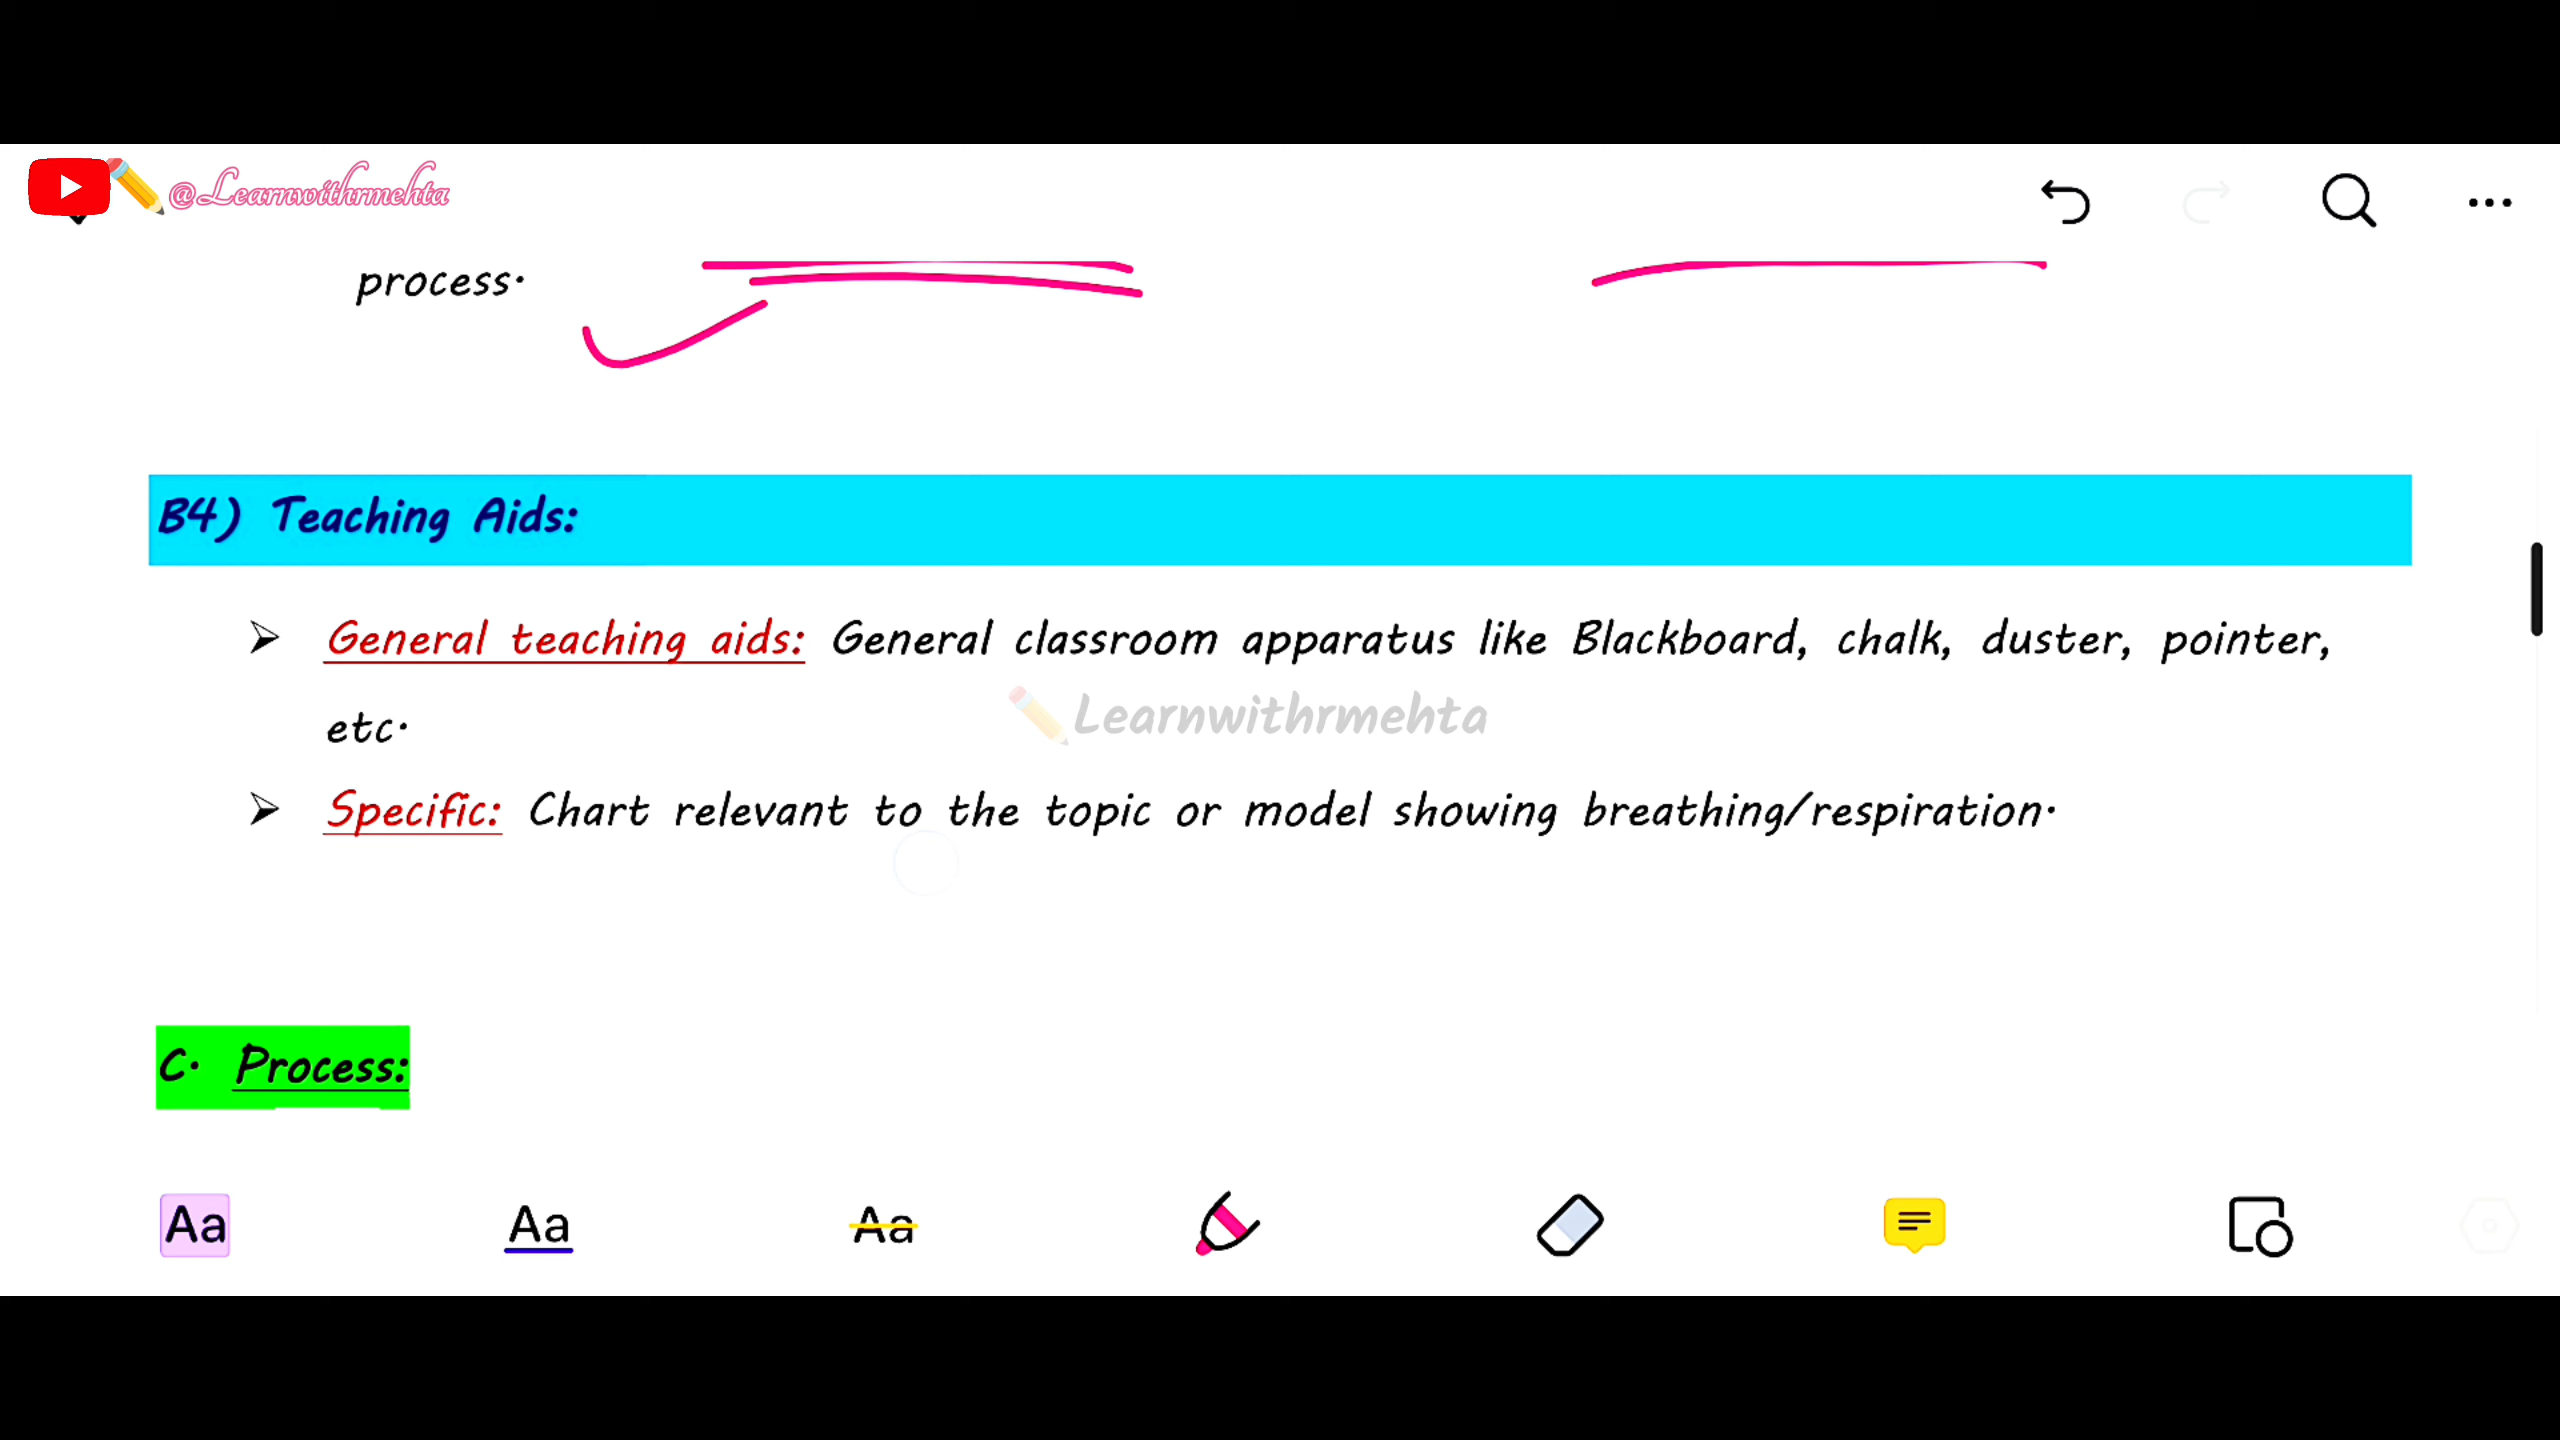 @Learnwithrmehta
process.
B4) Teaching Aids:
➢ General teaching aids: General classroom apparatus like Blackboard, chalk, duster, pointer,
etc.
Learnwithrmehta
➢ Specific: Chart relevant to the topic or model showing breathing/respiration.
C. Process:
Aa Aa Aa